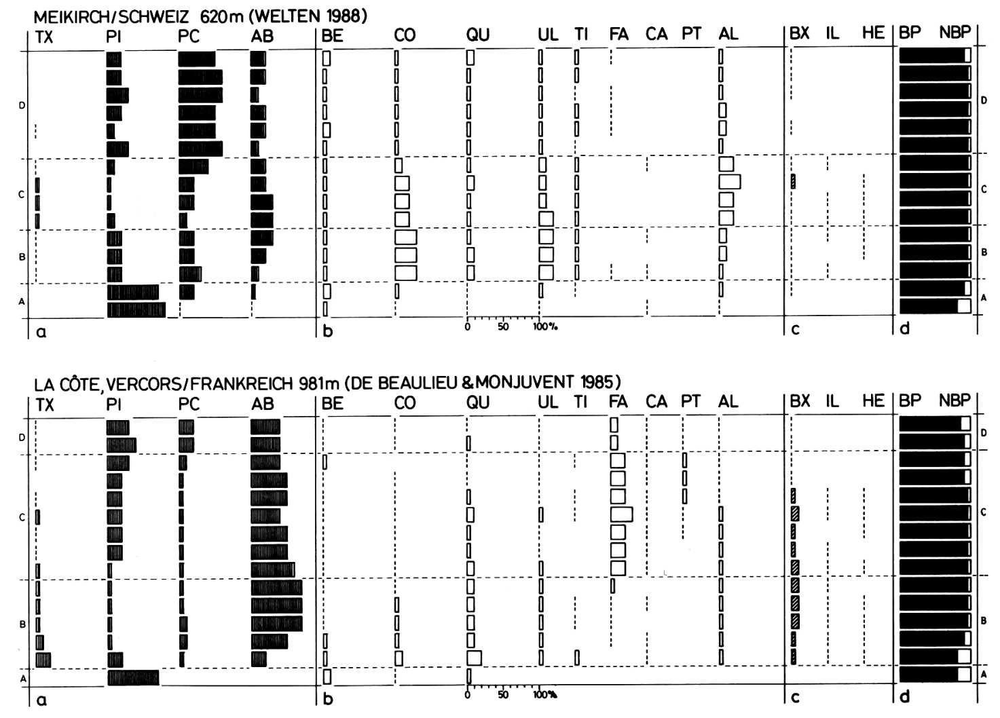 MEIKIRCH/SCHWEIZ 620m (WELTEN 1988)
TX PI PC AB BE CO QU UL TI FA CA PT AL BX IL HE BP NBP
D D
C C
B B
A A
0 50 100%
a b c d
LA CÔTE, VERCORS/FRANKREICH 981m (DE BEAULIEU & MONJUVENT 1985)
TX PI PC AB BE CO QU UL TI FA CA PT AL BX IL HE BP NBP
D D
C C
B B
A A
0 50 100%
a b c d